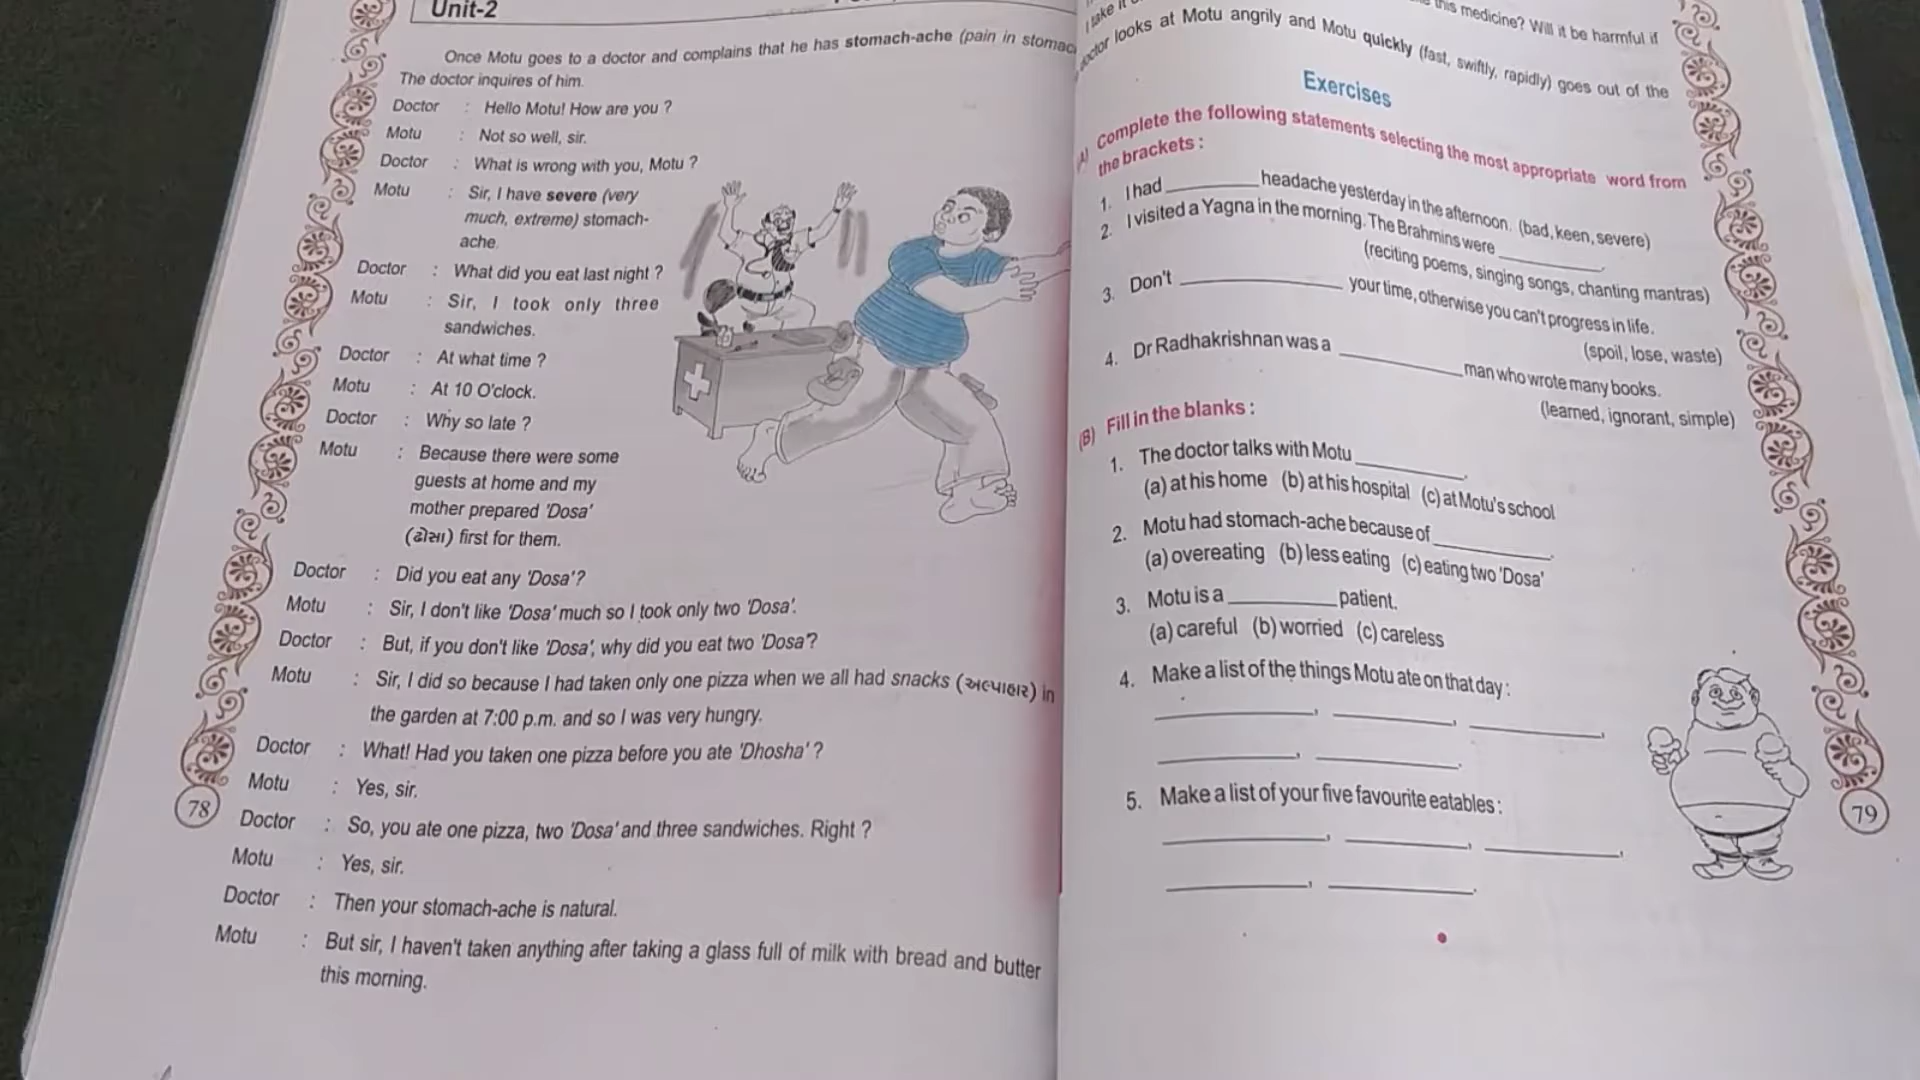 Unit-2
Once Motu goes to a doctor and complains that he has stomach-ache (pain in
The doctor inquires of him.
Doctor : Hello Motu! How are you ?
Motu : Not so well, sir.
Doctor : What is wrong with you, Motu ?
Motu : Sir, I have severe (very
much, extreme) stomach-
ache.
Doctor : What did you eat last night ?
Motu : Sir, I took only three
sandwiches.
Doctor : At what time ?
Motu : At 10 O'clock.
Doctor : Why so late ?
Motu : Because there were some
guests at home and my
mother prepared 'Dosa'
(ઢોસા) first for them.
Doctor : Did you eat any 'Dosa'?
Motu : Sir, I don't like 'Dosa' much so I took only two 'Dosa'.
Doctor : But, if you don't like 'Dosa', why did you eat two 'Dosa'?
Motu : Sir, I did so because I had taken only one pizza when we all had snacks (અલ્પાહાર) in
the garden at 7:00 p.m. and so I was very hungry.
Doctor : What! Had you taken one pizza before you ate 'Dhosha' ?
Motu : Yes, sir.
Doctor : So, you ate one pizza, two 'Dosa' and three sandwiches. Right ?
Motu : Yes, sir.
Doctor : Then your stomach-ache is natural.
Motu : But sir, I haven't taken anything after taking a glass full of milk with bread and butter
this morning.
78
this medicine? Will it be harmful if
I take it
doctor looks at Motu angrily and Motu quickly (fast, swiftly, rapidly) goes out of the
Exercises
(A) Complete the following statements selecting the most appropriate word from
the brackets :
1. I had ________ headache yesterday in the afternoon. (bad, keen, severe)
2. I visited a Yagna in the morning. The Brahmins were ________.
(reciting poems, singing songs, chanting mantras)
3. Don't ________ your time, otherwise you can't progress in life.
(spoil, lose, waste)
4. Dr Radhakrishnan was a ________ man who wrote many books.
(learned, ignorant, simple)
(B) Fill in the blanks :
1. The doctor talks with Motu ________.
(a) at his home (b) at his hospital (c) at Motu's school
2. Motu had stomach-ache because of ________.
(a) overeating (b) less eating (c) eating two 'Dosa'
3. Motu is a ________ patient.
(a) careful (b) worried (c) careless
4. Make a list of the things Motu ate on that day :
________, ________, ________,
________, ________.
5. Make a list of your five favourite eatables :
________, ________, ________,
________, ________.
79